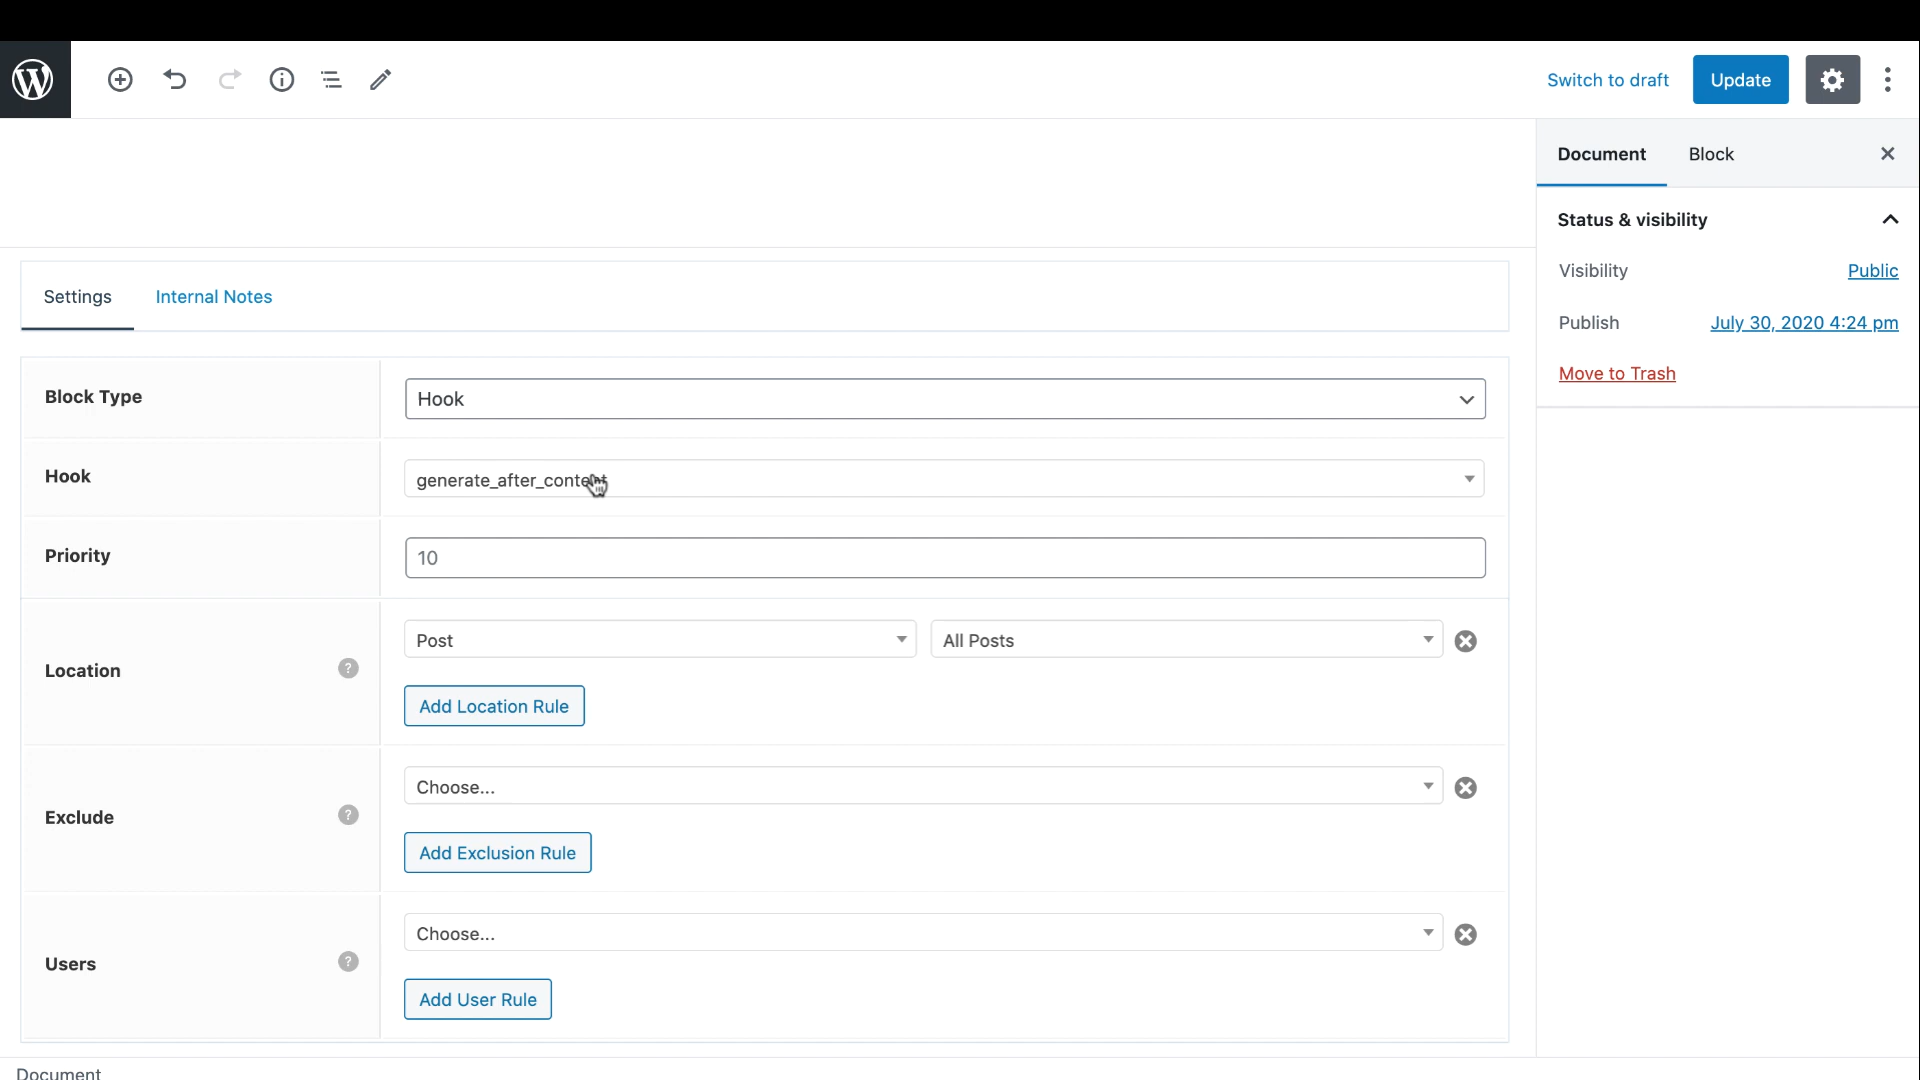 Switch to draft
Update
Document
Block
Status & visibility
Visibility
Public
Publish
July 30, 2020 4:24 pm
Move to Trash
Settings
Internal Notes
Block Type
Hook
Hook
generate_after_content
Priority
10
Location
?
Post
All Posts
Add Location Rule
Exclude
?
Choose...
Add Exclusion Rule
Users
?
Choose...
Add User Rule
Document